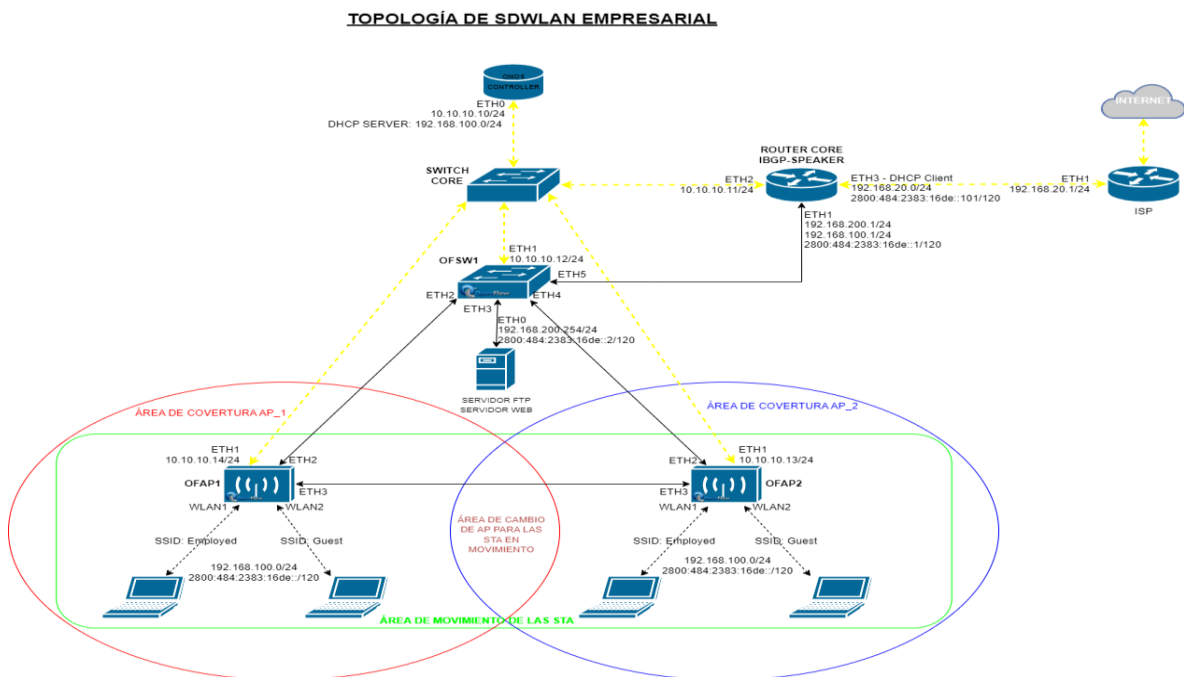 TOPOLOGÍA DE SDWLAN EMPRESARIAL
ONOS
CONTROLLER
ETH0
10.10.10.10/24
DHCP SERVER: 192.168.100.0/24
INTERNET
SWITCH
CORE
ROUTER CORE
IBGP-SPEAKER
ETH2
10.10.10.11/24
ETH3 - DHCP Client
192.168.20.0/24
2800:484:2383:16de::101/120
ETH1
192.168.20.1/24
ISP
ETH1
192.168.200.1/24
192.168.100.1/24
2800:484:2383:16de::1/120
ETH1
10.10.10.12/24
OFSW1
ETH5
ETH2
ETH3
ETH4
ETH0
192.168.200.254/24
2800:484:2383:16de::2/120
SERVIDOR FTP
SERVIDOR WEB
ÁREA DE COVERTURA AP_1
ÁREA DE COVERTURA AP_2
ETH1
10.10.10.14/24
ETH2
OFAP1
ETH3
WLAN1
WLAN2
ETH2
ETH1
10.10.10.13/24
OFAP2
ETH3
WLAN1
WLAN2
ÁREA DE CAMBIO
DE AP PARA LAS
STA EN
MOVIMIENTO
SSID: Employed
SSID: Guest
192.168.100.0/24
2800:484:2383:16de::/120
SSID: Employed
SSID: Guest
192.168.100.0/24
2800:484:2383:16de::/120
ÁREA DE MOVIMIENTO DE LAS STA